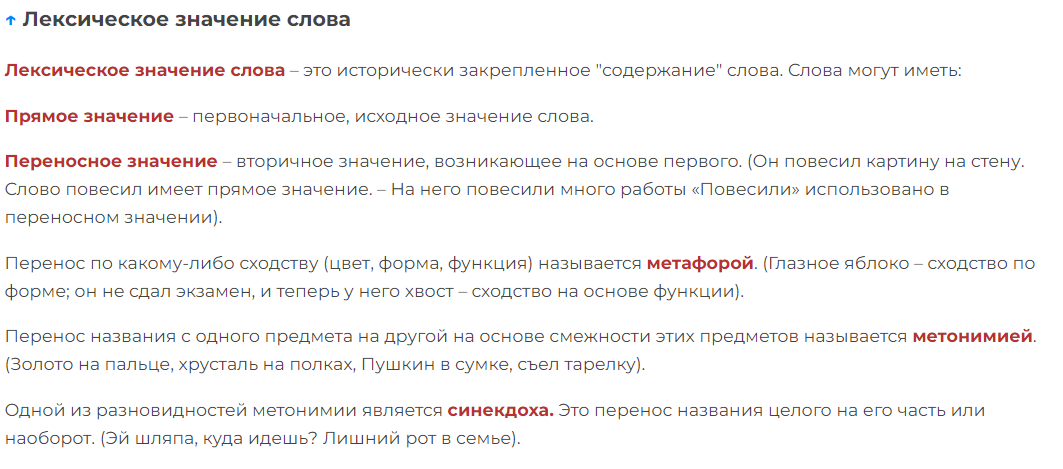 ↑ Лексическое значение слова
Лексическое значение слова – это исторически закрепленное "содержание" слова. Слова могут иметь:
Прямое значение – первоначальное, исходное значение слова.
Переносное значение – вторичное значение, возникающее на основе первого. (Он повесил картину на стену.
Слово повесил имеет прямое значение. – На него повесили много работы «Повесили» использовано в
переносном значении).
Перенос по какому-либо сходству (цвет, форма, функция) называется метафорой. (Глазное яблоко – сходство по
форме; он не сдал экзамен, и теперь у него хвост – сходство на основе функции).
Перенос названия с одного предмета на другой на основе смежности этих предметов называется метонимией.
(Золото на пальце, хрусталь на полках, Пушкин в сумке, съел тарелку).
Одной из разновидностей метонимии является синекдоха. Это перенос названия целого на его часть или
наоборот. (Эй шляпа, куда идешь? Лишний рот в семье).